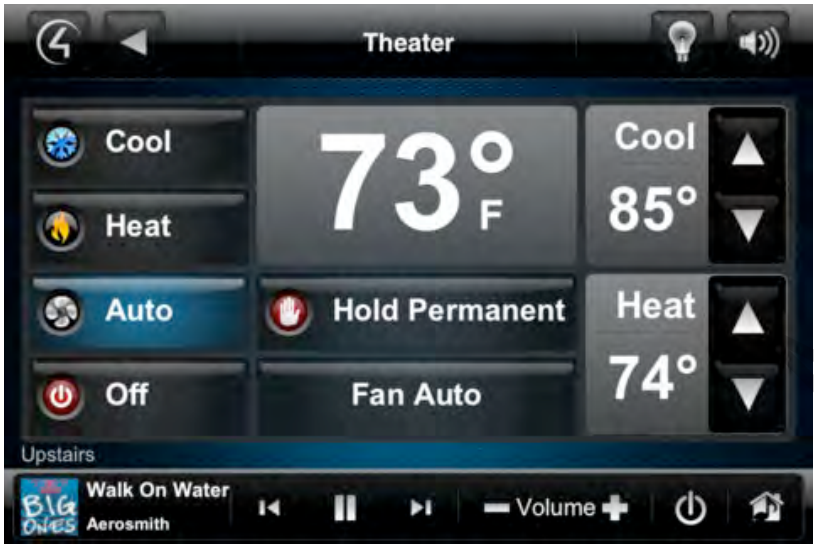 Theater
Cool
Heat
Auto
Off
73° F
Hold Permanent
Fan Auto
Cool
85°
Heat
74°
Upstairs
BIG
ONES
Walk On Water
Aerosmith
Volume